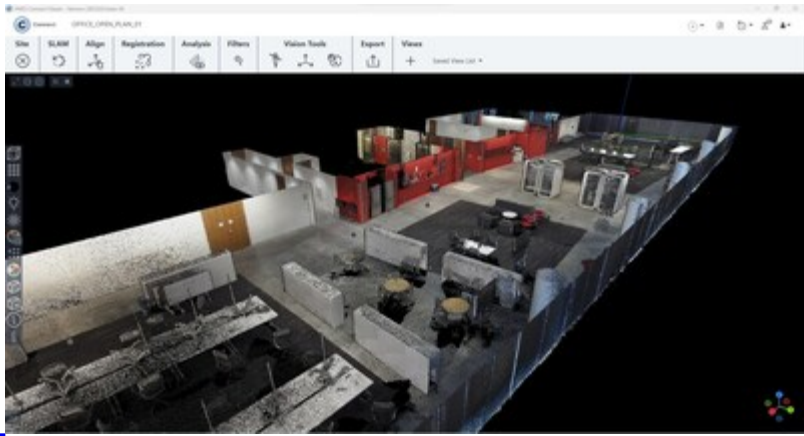 Connect OFFICE_OPEN_PLAN_01
Site SLAM Align Registration Analysis Filters Vision Tools Export Views
Saved View List